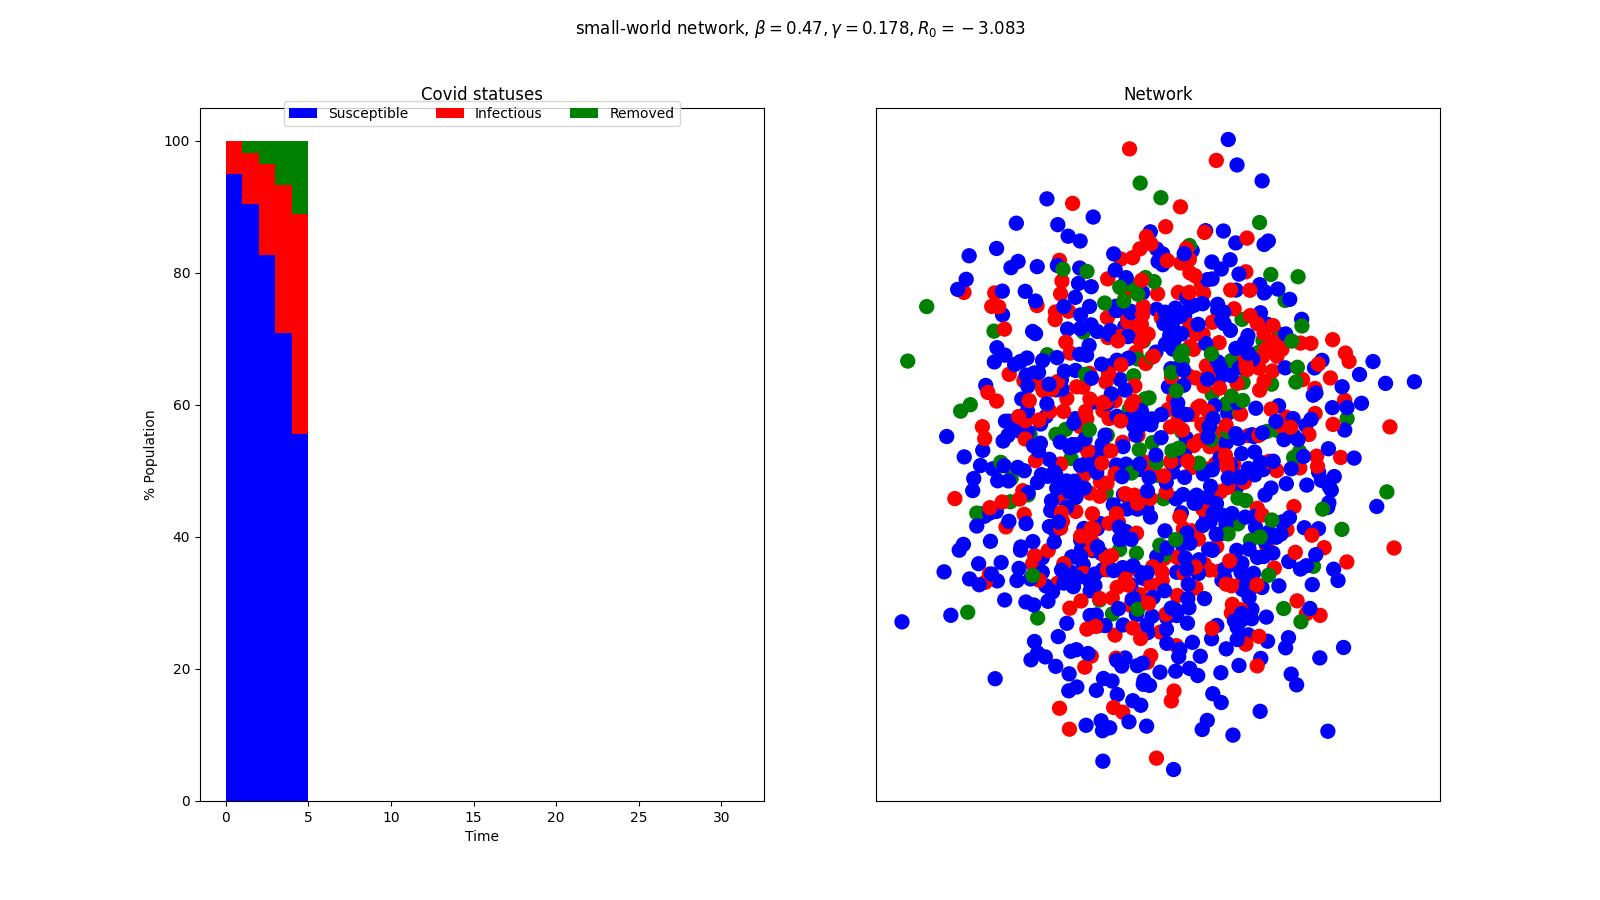 small-world network, β = 0.47, γ = 0.178, R₀ = − 3.083
Covid statuses
Susceptible Infectious Removed
100
80
60
40
20
0
% Population
0 5 10 15 20 25 30
Time
Network